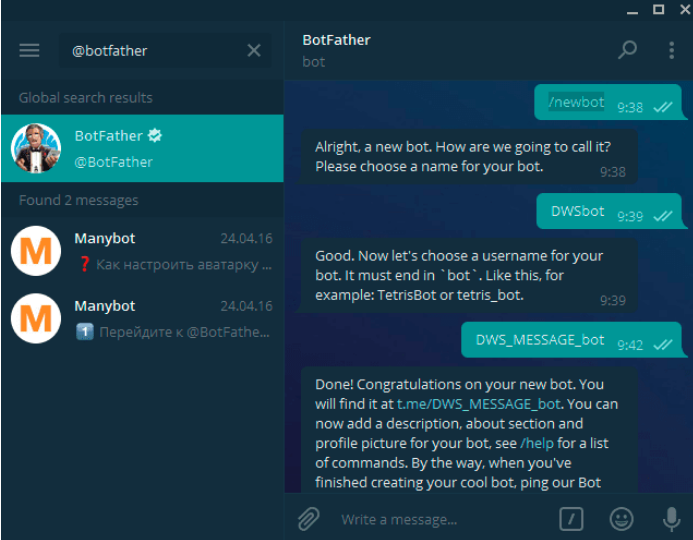 @botfather
Global search results
BotFather
@BotFather
Found 2 messages
M
Manybot 24.04.16
❓ Как настроить аватарку ...
M
Manybot 24.04.16
1️⃣ Перейдите к @BotFathe...
BotFather
bot
/newbot 9:38
Alright, a new bot. How are we going to call it?
Please choose a name for your bot. 9:38
DWSbot 9:39
Good. Now let's choose a username for your
bot. It must end in `bot`. Like this, for
example: TetrisBot or tetris_bot. 9:39
DWS_MESSAGE_bot 9:42
Done! Congratulations on your new bot. You
will find it at t.me/DWS_MESSAGE_bot. You can
now add a description, about section and
profile picture for your bot, see /help for a list
of commands. By the way, when you've
finished creating your cool bot, ping our Bot
Write a message...